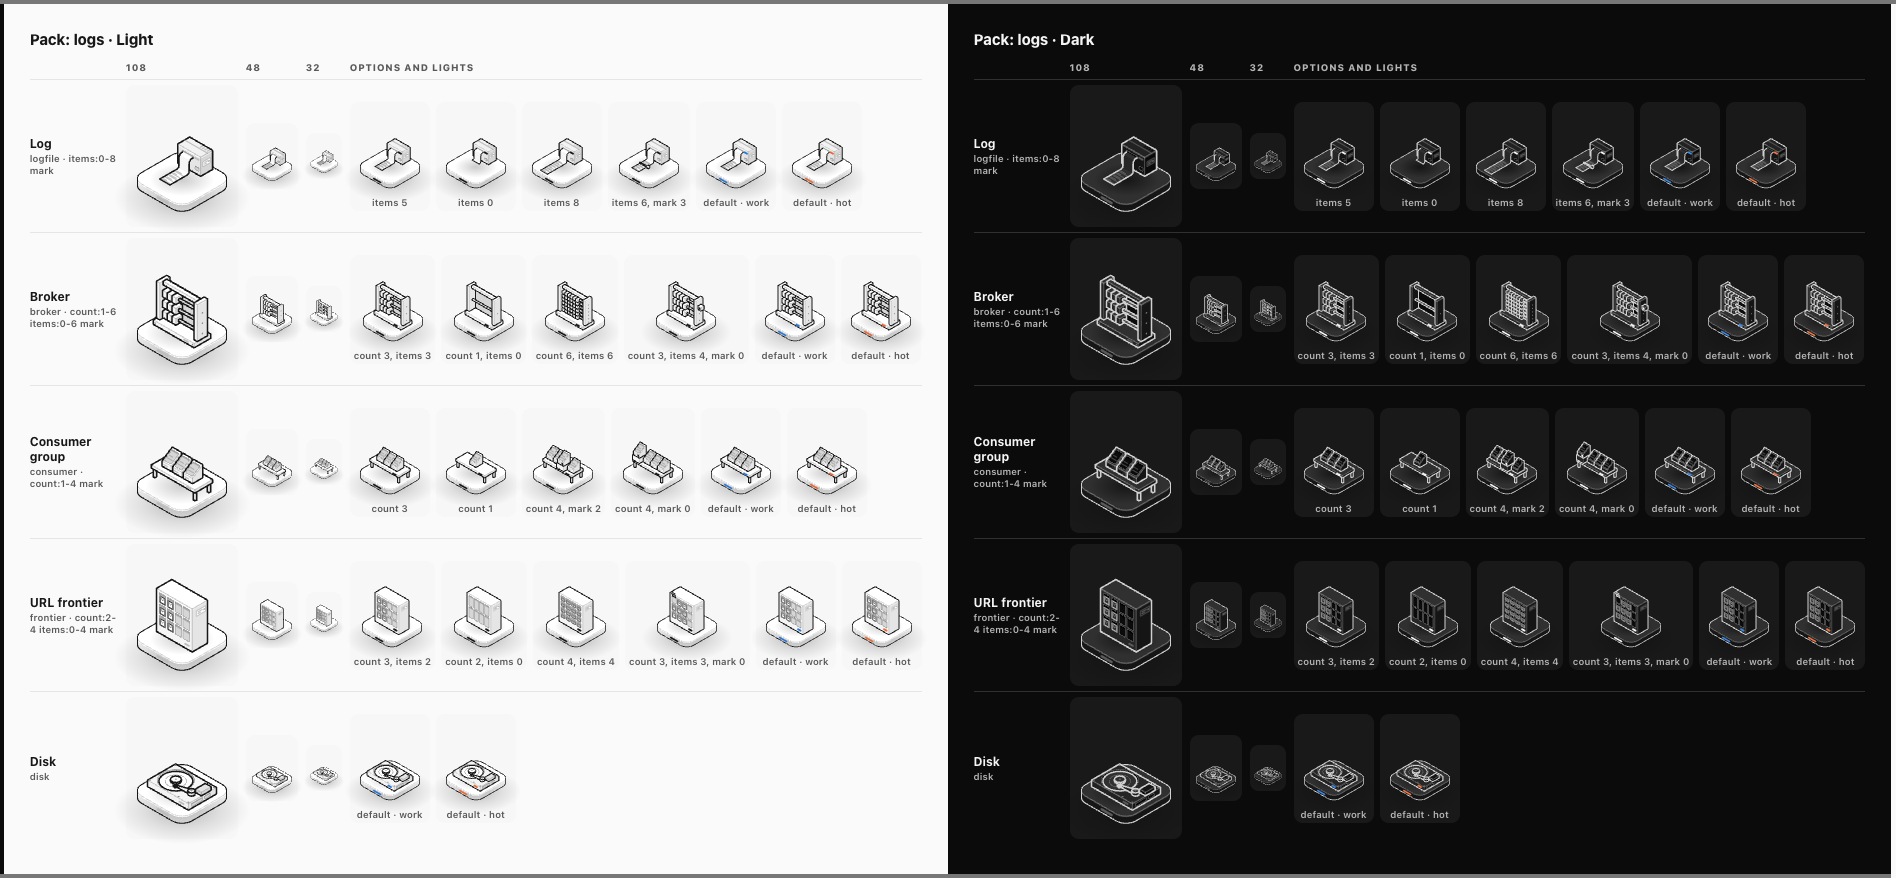 Pack: logs · Light
108 48 32 OPTIONS AND LIGHTS
Log
logfile · items:0-8
mark
items 5 items 0 items 8 items 6, mark 3 default · work default · hot
Broker
broker · count:1-6
items:0-6 mark
count 3, items 3 count 1, items 0 count 6, items 6 count 3, items 4, mark 0 default · work default · hot
Consumer
group
consumer ·
count:1-4 mark
count 3 count 1 count 4, mark 2 count 4, mark 0 default · work default · hot
URL frontier
frontier · count:2-
4 items:0-4 mark
count 3, items 2 count 2, items 0 count 4, items 4 count 3, items 3, mark 0 default · work default · hot
Disk
disk
default · work default · hot
Pack: logs · Dark
108 48 32 OPTIONS AND LIGHTS
Log
logfile · items:0-8
mark
items 5 items 0 items 8 items 6, mark 3 default · work default · hot
Broker
broker · count:1-6
items:0-6 mark
count 3, items 3 count 1, items 0 count 6, items 6 count 3, items 4, mark 0 default · work default · hot
Consumer
group
consumer ·
count:1-4 mark
count 3 count 1 count 4, mark 2 count 4, mark 0 default · work default · hot
URL frontier
frontier · count:2-
4 items:0-4 mark
count 3, items 2 count 2, items 0 count 4, items 4 count 3, items 3, mark 0 default · work default · hot
Disk
disk
default · work default · hot